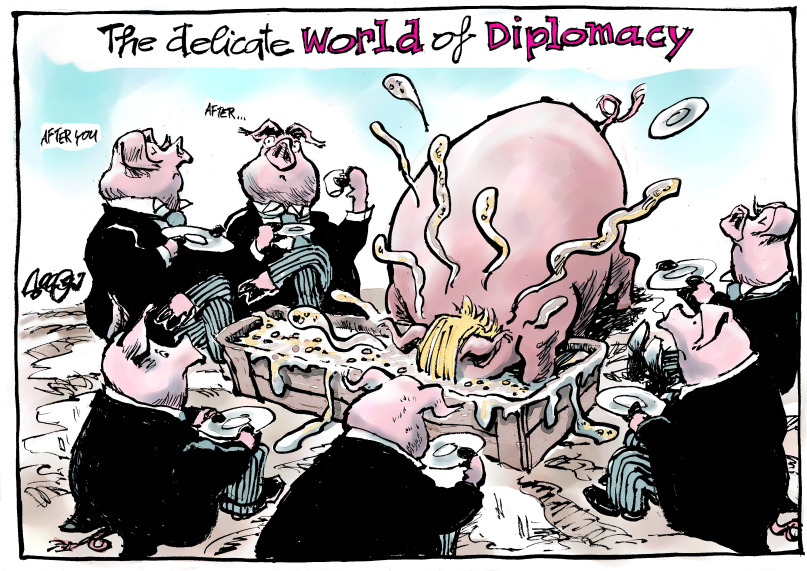 The delicate World of Diplomacy
AFTER YOU
AFTER...